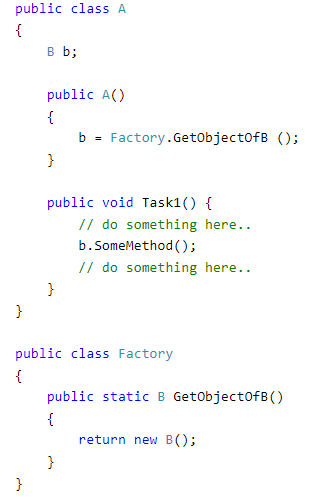 public class A
{
    B b;

    public A()
    {
        b = Factory.GetObjectOfB ();
    }

    public void Task1() {
        // do something here..
        b.SomeMethod();
        // do something here..
    }
}

public class Factory
{
    public static B GetObjectOfB()
    {
        return new B();
    }
}